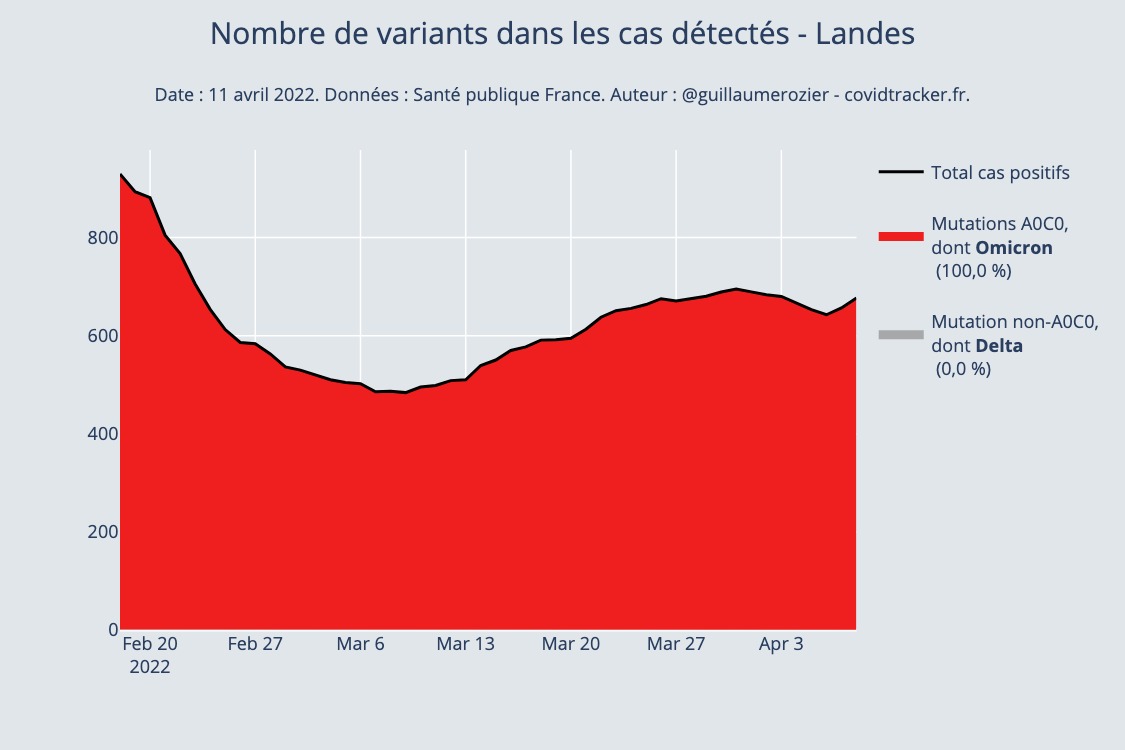 Nombre de variants dans les cas détectés - Landes
Date : 11 avril 2022. Données : Santé publique France. Auteur : @guillaumerozier - covidtracker.fr.
Total cas positifs
Mutations A0C0,
dont Omicron
(100,0 %)
Mutation non-A0C0,
dont Delta
(0,0 %)
800
600
400
200
0
Feb 20
2022
Feb 27
Mar 6
Mar 13
Mar 20
Mar 27
Apr 3